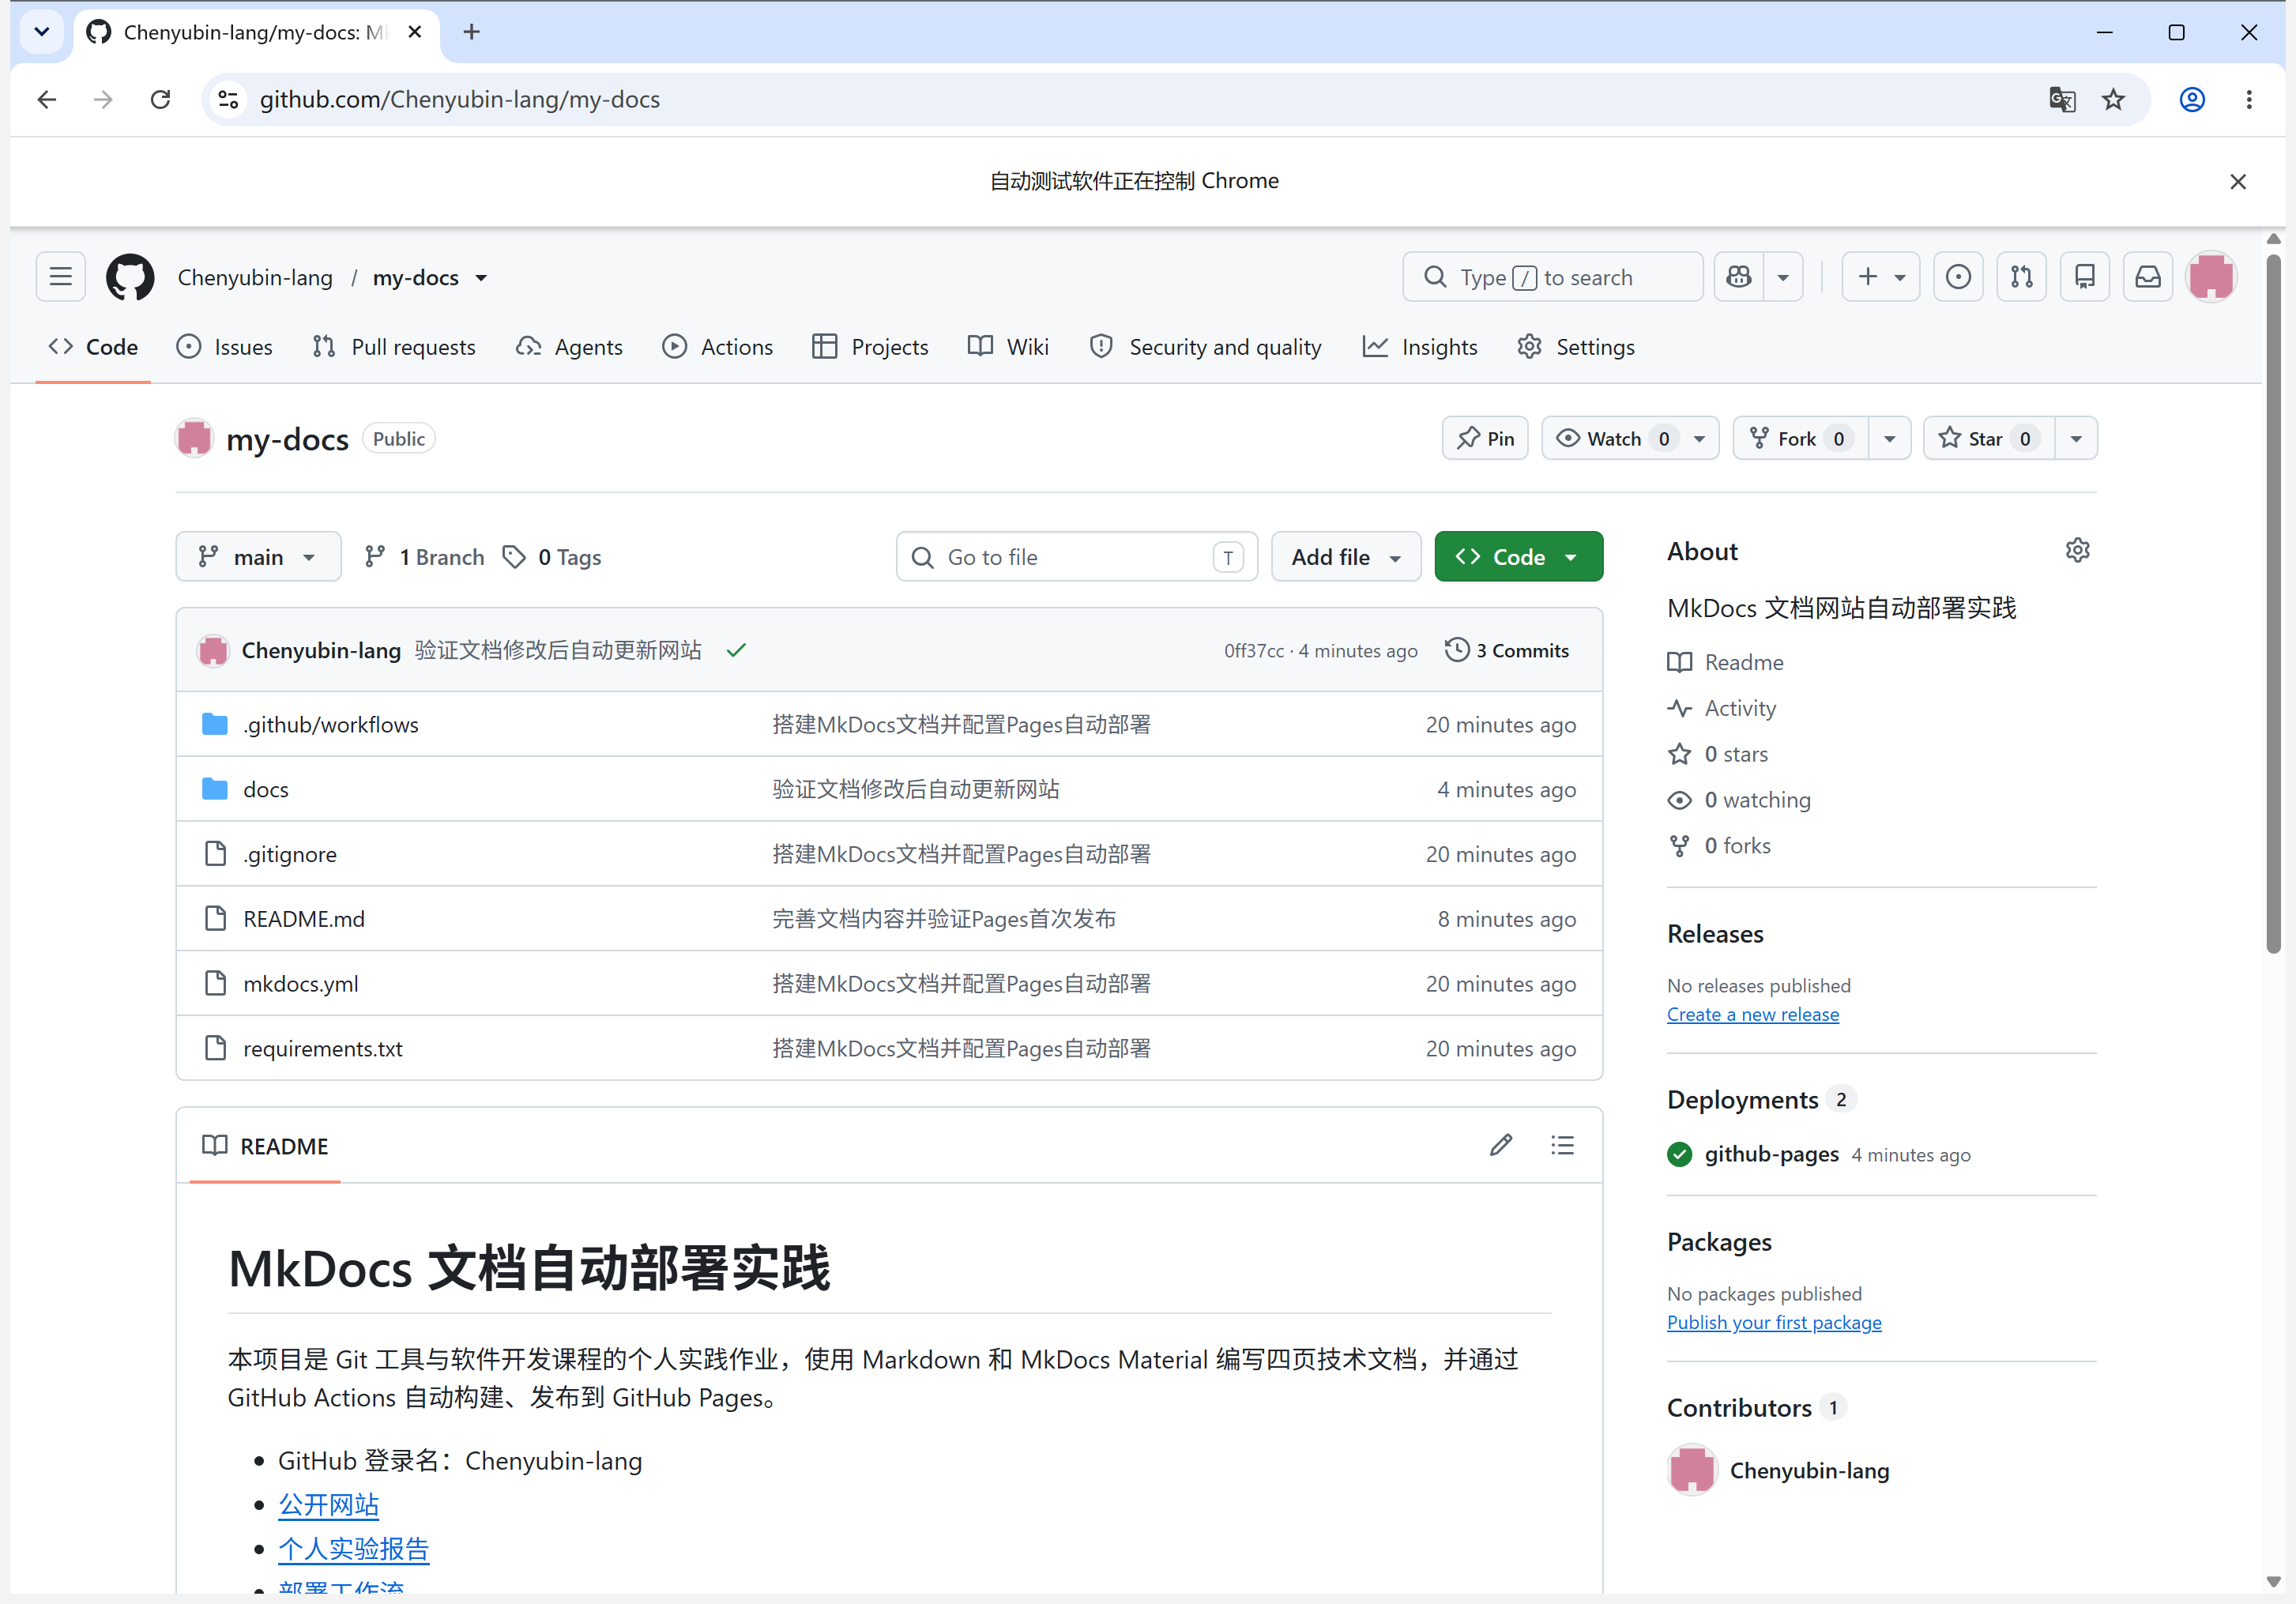 Chenyubin-lang/my-docs: M
github.com/Chenyubin-lang/my-docs
自动测试软件正在控制 Chrome
Chenyubin-lang / my-docs
Type / to search
Code Issues Pull requests Agents Actions Projects Wiki Security and quality Insights Settings
my-docs Public
Pin Watch 0 Fork 0 Star 0
main 1 Branch 0 Tags
Go to file T Add file Code
Chenyubin-lang 验证文档修改后自动更新网站 0ff37cc · 4 minutes ago 3 Commits
.github/workflows 搭建MkDocs文档并配置Pages自动部署 20 minutes ago
docs 验证文档修改后自动更新网站 4 minutes ago
.gitignore 搭建MkDocs文档并配置Pages自动部署 20 minutes ago
README.md 完善文档内容并验证Pages首次发布 8 minutes ago
mkdocs.yml 搭建MkDocs文档并配置Pages自动部署 20 minutes ago
requirements.txt 搭建MkDocs文档并配置Pages自动部署 20 minutes ago
README
MkDocs 文档自动部署实践
本项目是 Git 工具与软件开发课程的个人实践作业，使用 Markdown 和 MkDocs Material 编写四页技术文档，并通过
GitHub Actions 自动构建、发布到 GitHub Pages。
GitHub 登录名：Chenyubin-lang
公开网站
个人实验报告
部署工作流
About
MkDocs 文档网站自动部署实践
Readme
Activity
0 stars
0 watching
0 forks
Releases
No releases published
Create a new release
Deployments 2
github-pages 4 minutes ago
Packages
No packages published
Publish your first package
Contributors 1
Chenyubin-lang